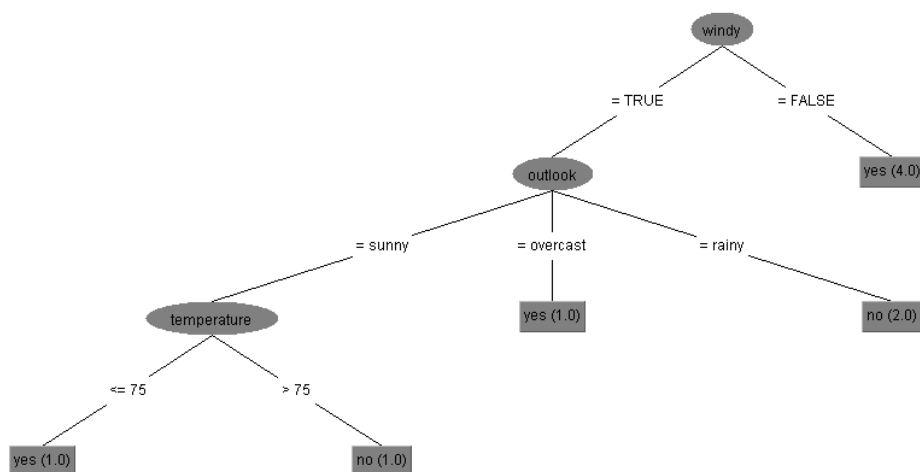 windy
= TRUE
= FALSE
outlook
yes (4.0)
= sunny
= overcast
= rainy
temperature
yes (1.0)
no (2.0)
<= 75
> 75
yes (1.0)
no (1.0)